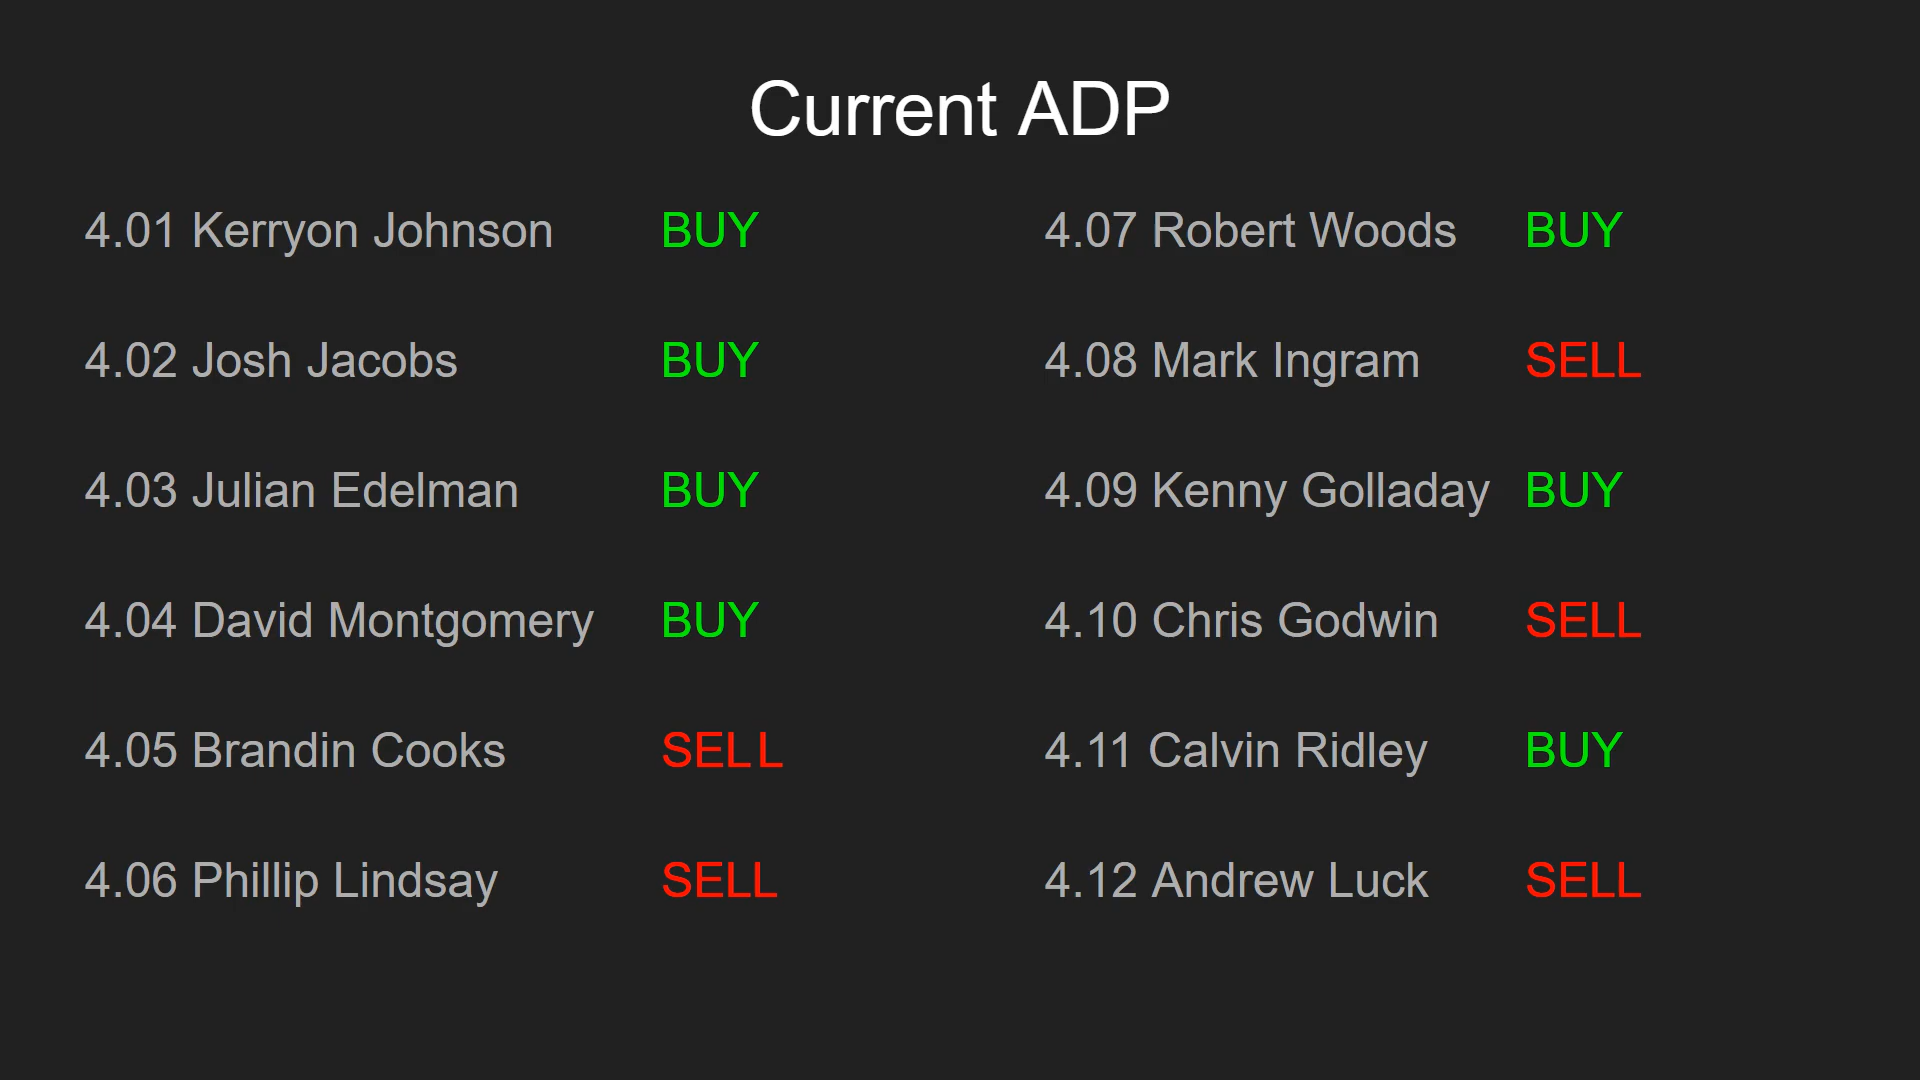 Current ADP
4.01 Kerryon Johnson BUY
4.02 Josh Jacobs BUY
4.03 Julian Edelman BUY
4.04 David Montgomery BUY
4.05 Brandin Cooks SELL
4.06 Phillip Lindsay SELL
4.07 Robert Woods BUY
4.08 Mark Ingram SELL
4.09 Kenny Golladay BUY
4.10 Chris Godwin SELL
4.11 Calvin Ridley BUY
4.12 Andrew Luck SELL